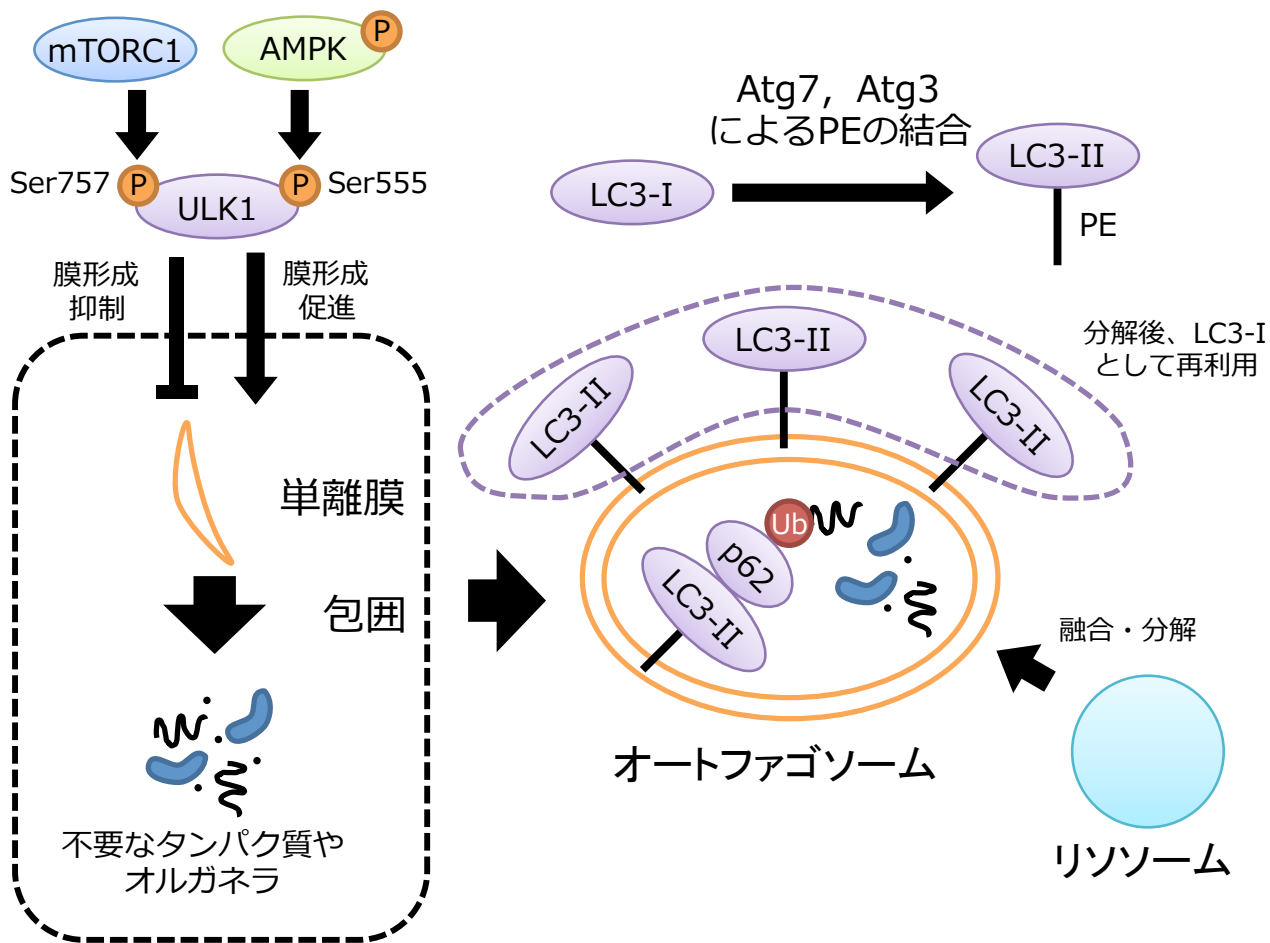 mTORC1
AMPK
P
P
P
Ser757
Ser555
ULK1
膜形成
抑制
膜形成
促進
単離膜
包囲
不要なタンパク質や
オルガネラ
Atg7，Atg3
によるPEの結合
LC3-I
LC3-II
PE
分解後、LC3-I
として再利用
LC3-II
LC3-II
LC3-II
Ub
p62
LC3-II
オートファゴソーム
融合・分解
リソソーム